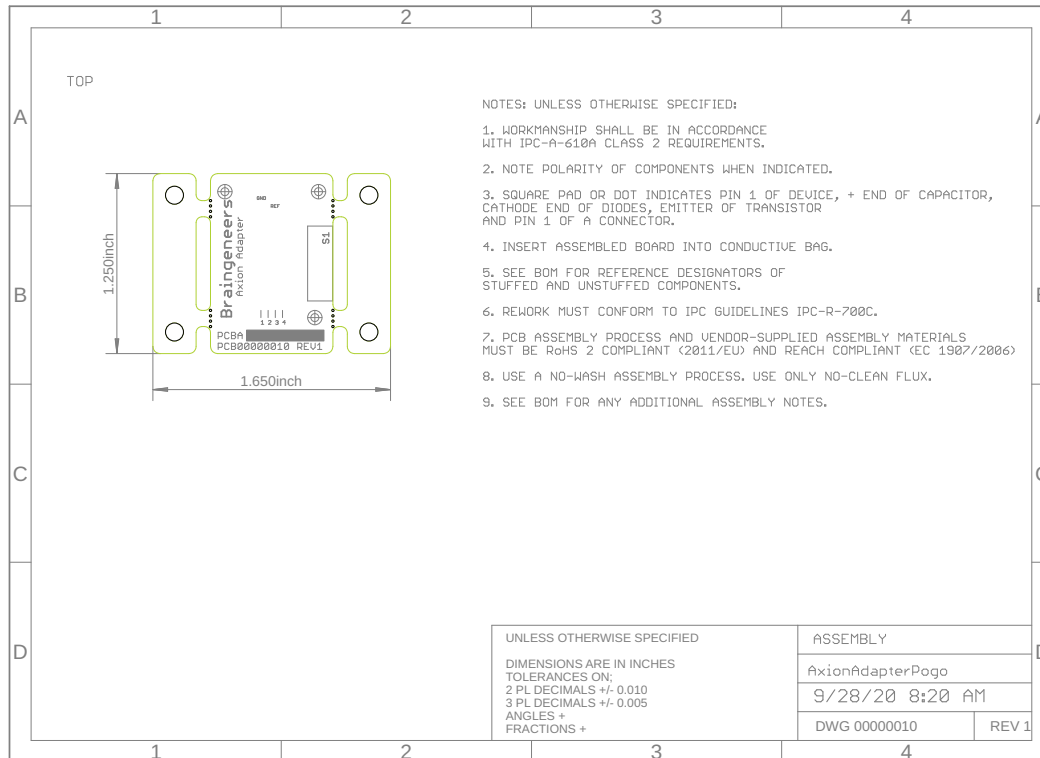 1 2 3 4
TOP
A A
NOTES: UNLESS OTHERWISE SPECIFIED:
1. WORKMANSHIP SHALL BE IN ACCORDANCE
WITH IPC-A-610A CLASS 2 REQUIREMENTS.
2. NOTE POLARITY OF COMPONENTS WHEN INDICATED.
3. SQUARE PAD OR DOT INDICATES PIN 1 OF DEVICE, + END OF CAPACITOR,
CATHODE END OF DIODES, EMITTER OF TRANSISTOR
AND PIN 1 OF A CONNECTOR.
4. INSERT ASSEMBLED BOARD INTO CONDUCTIVE BAG.
5. SEE BOM FOR REFERENCE DESIGNATORS OF
STUFFED AND UNSTUFFED COMPONENTS.
6. REWORK MUST CONFORM TO IPC GUIDELINES IPC-R-700C.
7. PCB ASSEMBLY PROCESS AND VENDOR-SUPPLIED ASSEMBLY MATERIALS
MUST BE RoHS 2 COMPLIANT (2011/EU) AND REACH COMPLIANT (EC 1907/2006)
8. USE A NO-WASH ASSEMBLY PROCESS. USE ONLY NO-CLEAN FLUX.
9. SEE BOM FOR ANY ADDITIONAL ASSEMBLY NOTES.
GND
REF
S1
Braingeneers
Axion Adapter
1.250inch
B
1 2 3 4
PCBA
PCB00000010 REV1
1.650inch
C
D
UNLESS OTHERWISE SPECIFIED
DIMENSIONS ARE IN INCHES
TOLERANCES ON;
2 PL DECIMALS +/- 0.010
3 PL DECIMALS +/- 0.005
ANGLES +
FRACTIONS +
ASSEMBLY
AxionAdapterPogo
9/28/20 8:20 AM
DWG 00000010 REV 1
1 2 3 4